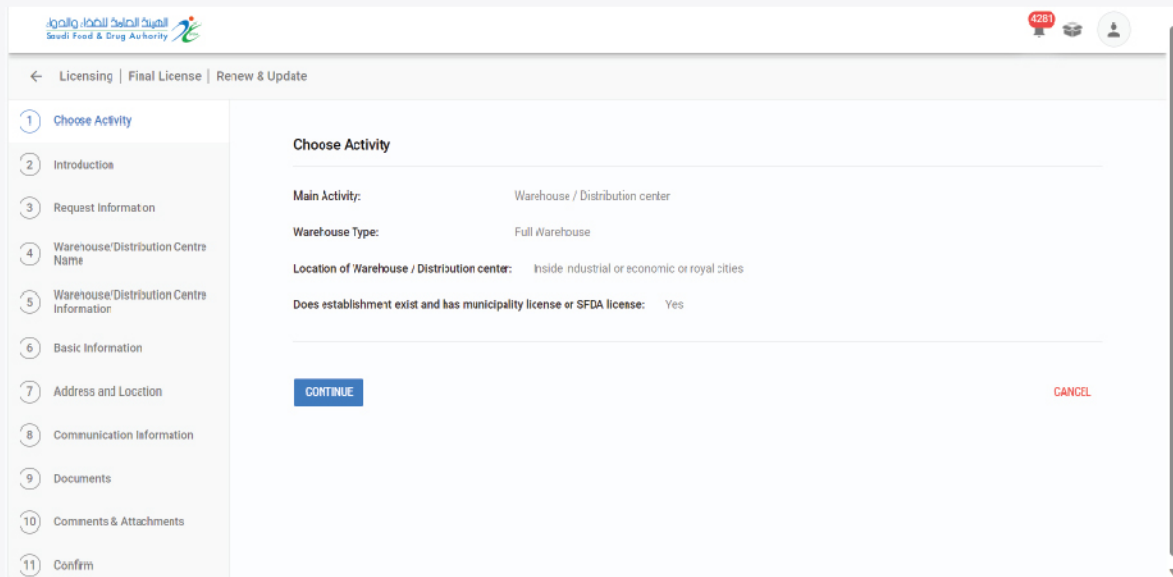 الهيئة العامة للغذاء والدواء
Saudi Food & Drug Authority
4281
Licensing | Final License | Renew & Update
1 Choose Activity
2 Introduction
3 Request Information
4 Warehouse/Distribution Centre
Name
5 Warehouse/Distribution Centre
Information
6 Basic Information
7 Address and Location
8 Communication Information
9 Documents
10 Comments & Attachments
11 Confirm
Choose Activity
Main Activity: Warehouse / Distribution center
Warehouse Type: Full Warehouse
Location of Warehouse / Distribution center: Inside industrial or economic or royal cities
Does establishment exist and has municipality license or SFDA license: Yes
CONTINUE
CANCEL